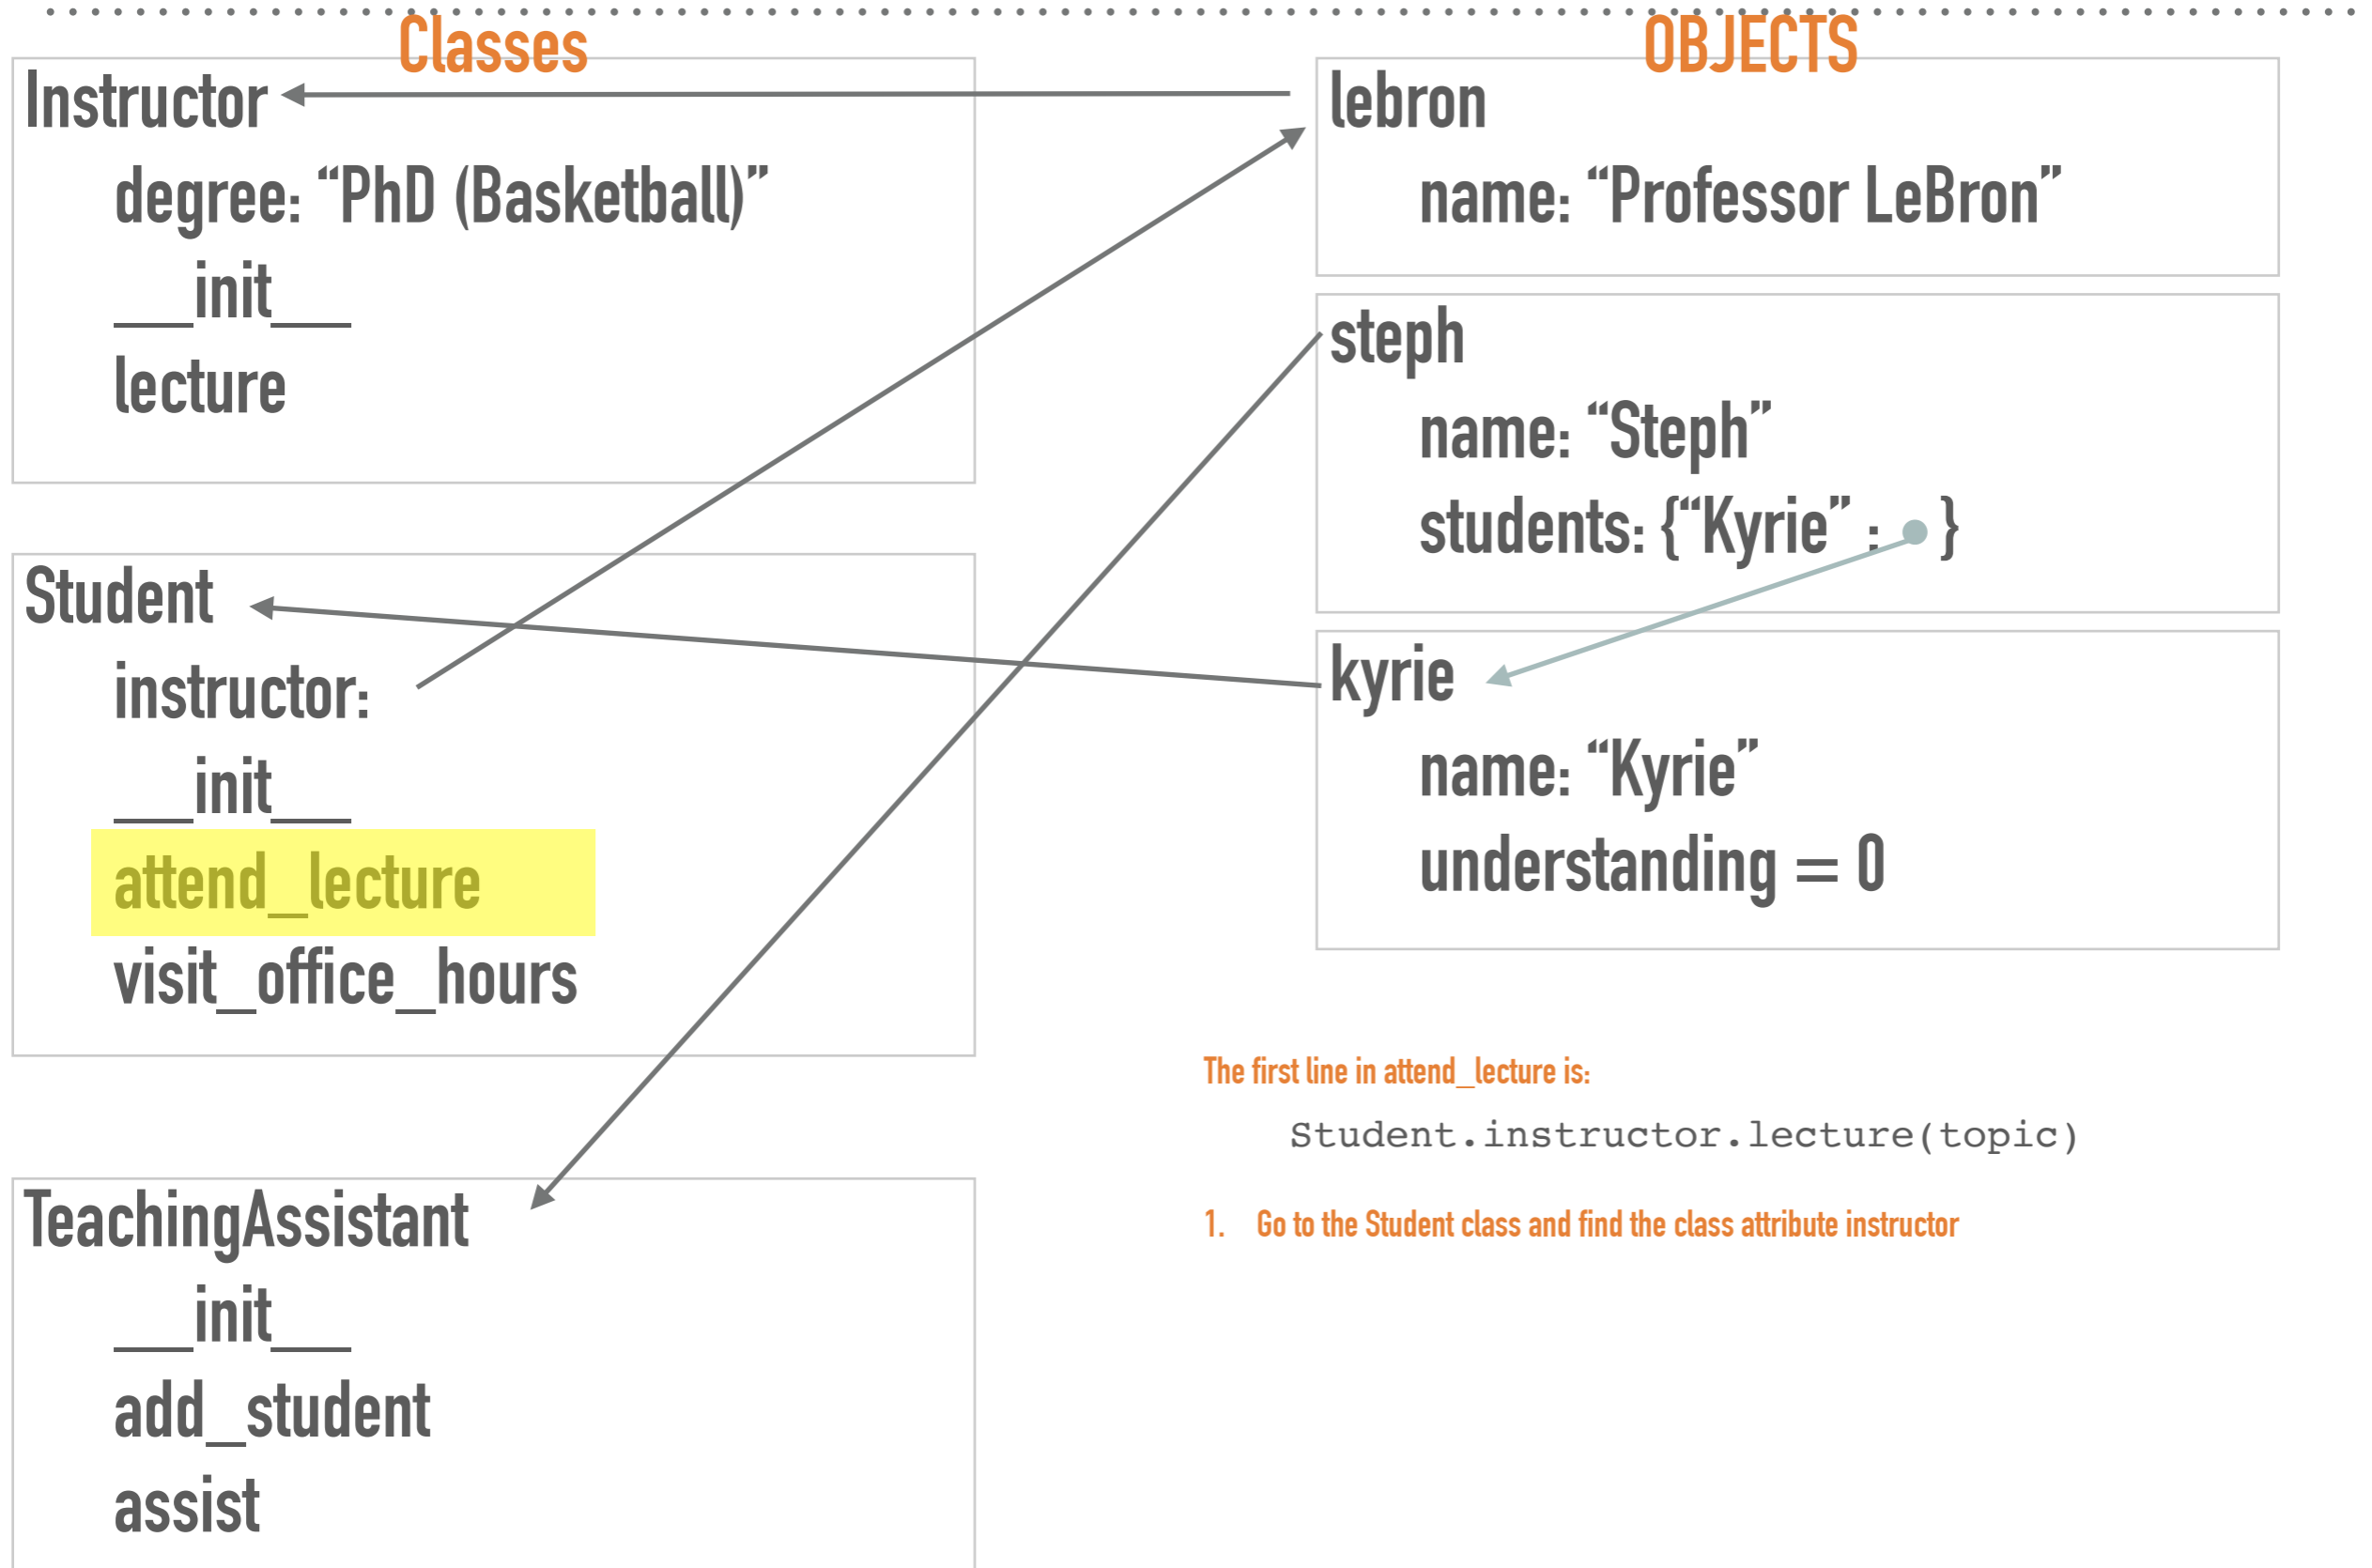 Classes
Instructor
degree: “PhD (Basketball)”
__init__
lecture
Student
instructor:
__init__
attend_lecture
visit_office_hours
TeachingAssistant
__init__
add_student
assist
OBJECTS
lebron
name: “Professor LeBron”
steph
name: “Steph”
students: {“Kyrie” : }
kyrie
name: “Kyrie”
understanding = 0
The first line in attend_lecture is:
Student.instructor.lecture(topic)
1. Go to the Student class and find the class attribute instructor